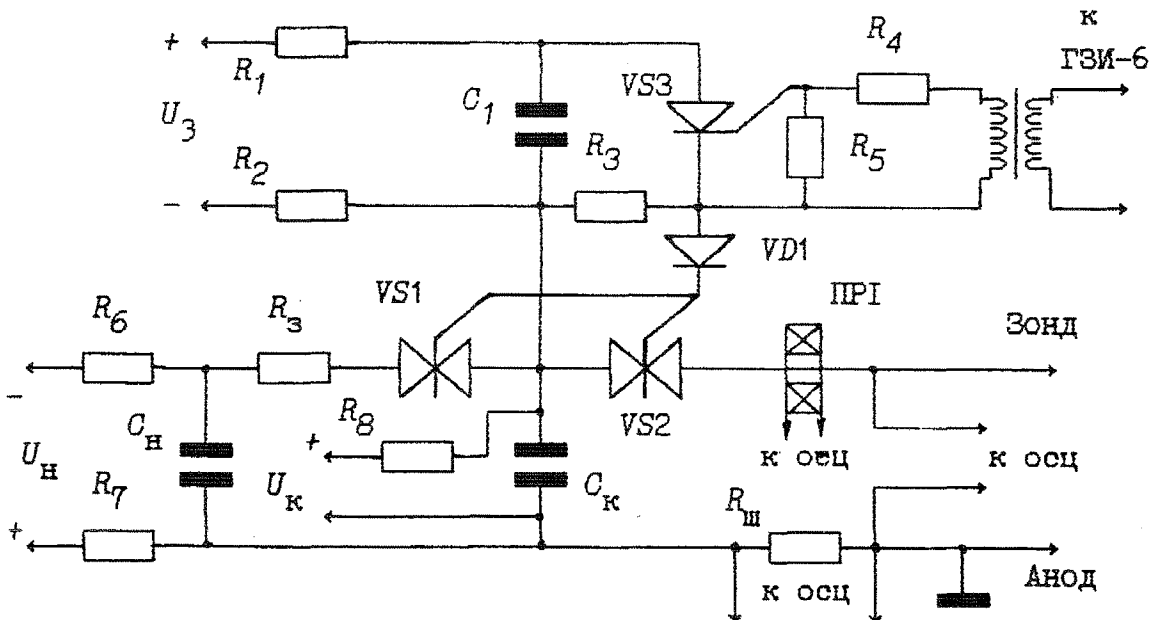 к
ГЗИ-6
+
R1
R4
VS3
C1
U3
R2
R3
R5
-
VD1
VS1
ПРI
R6
Rз
Зонд
-
Cн
R8
+
VS2
к осц
к осц
Uн
R7
Uк
Cк
Rш
+
к осц
Анод